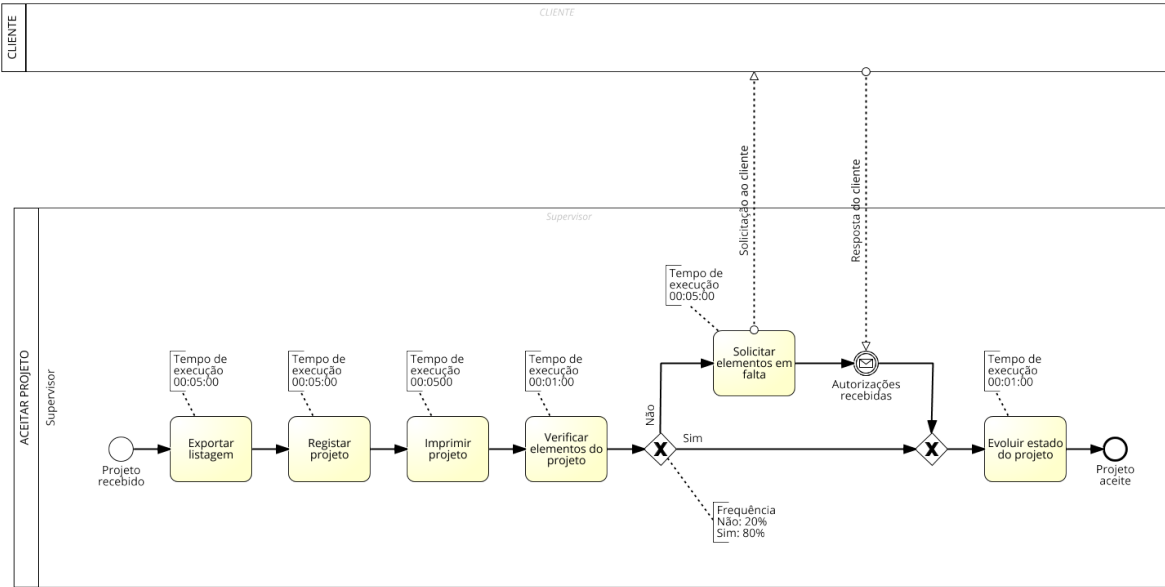 CLIENTE
CLIENTE
Solicitação ao cliente
Resposta do cliente
ACEITAR PROJETO
Supervisor
Supervisor
Tempo de
execução
00:05:00
Tempo de
execução
00:05:00
Tempo de
execução
00:05:00
Tempo de
execução
00:0500
Tempo de
execução
00:01:00
Tempo de
execução
00:01:00
Solicitar
elementos em
falta
Autorizações
recebidas
Projeto
recebido
Exportar
listagem
Registar
projeto
Imprimir
projeto
Verificar
elementos do
projeto
Não
Sim
Evoluir estado
do projeto
Projeto
aceite
Frequência
Não: 20%
Sim: 80%